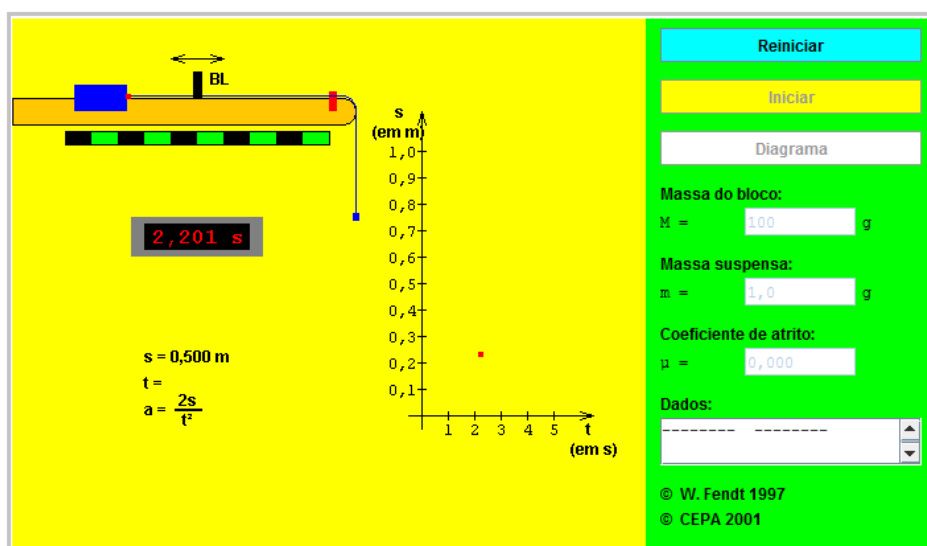 BL
2,201 s
s = 0,500 m
t =
a = 2s
t²
s
(em m)
1,0
0,9
0,8
0,7
0,6
0,5
0,4
0,3
0,2
0,1
1 2 3 4 5 t
(em s)
Reiniciar
Iniciar
Diagrama
Massa do bloco:
M = 100 g
Massa suspensa:
m = 1,0 g
Coeficiente de atrito:
µ = 0,000
Dados:
-------- --------
© W. Fendt 1997
© CEPA 2001